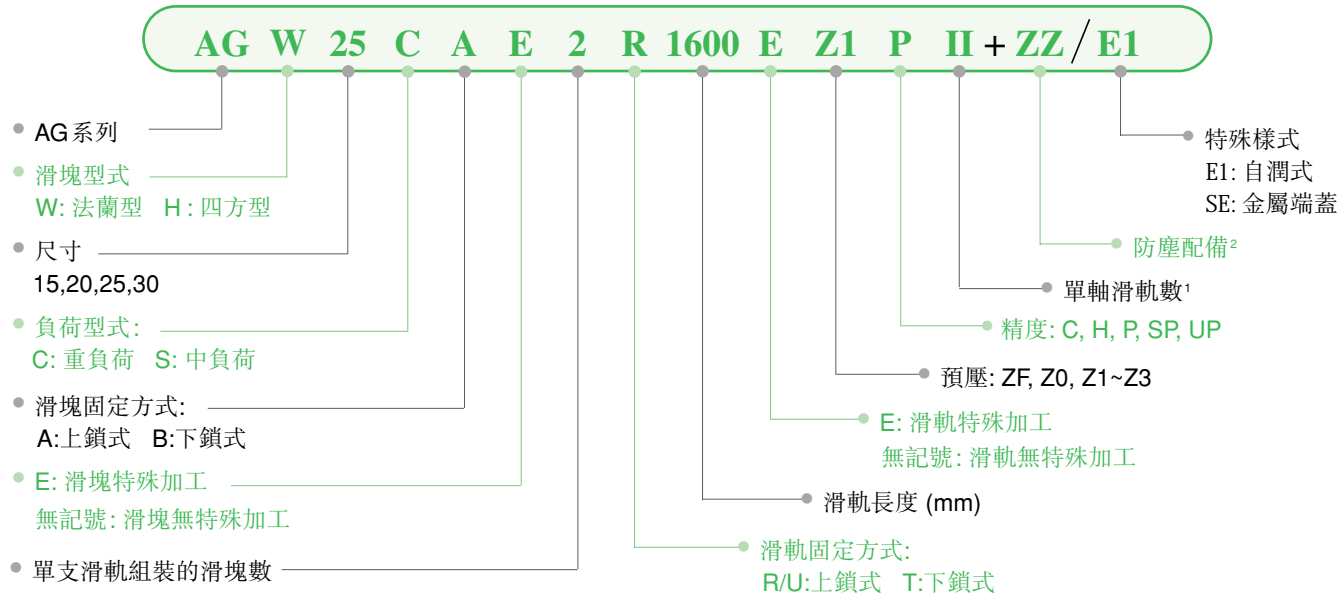 AG W 25 C A E 2 R 1600 E Z1 P II + ZZ / E1
AG系列
滑塊型式
W: 法蘭型 H : 四方型
尺寸
15,20,25,30
負荷型式:
C: 重負荷 S: 中負荷
滑塊固定方式:
A:上鎖式 B:下鎖式
E: 滑塊特殊加工
無記號: 滑塊無特殊加工
單支滑軌組裝的滑塊數
特殊樣式
E1: 自潤式
SE: 金屬端蓋
防塵配備²
單軸滑軌數¹
精度: C, H, P, SP, UP
預壓: ZF, Z0, Z1~Z3
E: 滑軌特殊加工
無記號: 滑軌無特殊加工
滑軌長度 (mm)
滑軌固定方式:
R/U:上鎖式 T:下鎖式